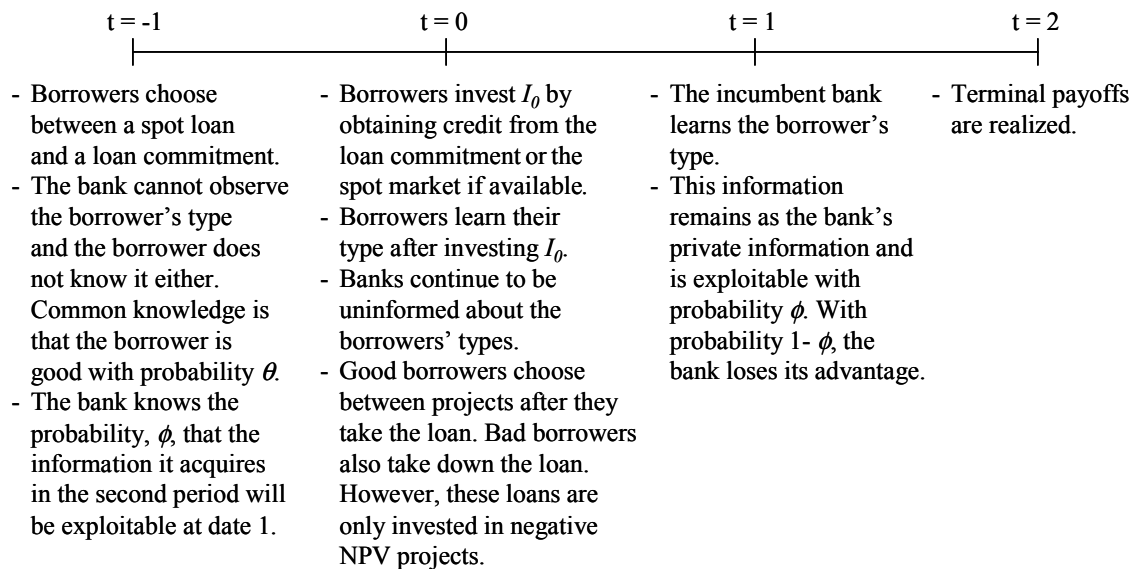 t = -1
t = 0
t = 1
t = 2
- Borrowers choose
between a spot loan
and a loan commitment.
- The bank cannot observe
the borrower's type
and the borrower does
not know it either.
Common knowledge is
that the borrower is
good with probability θ.
- The bank knows the
probability, ϕ, that the
information it acquires
in the second period will
be exploitable at date 1.
- Borrowers invest I₀ by
obtaining credit from the
loan commitment or the
spot market if available.
- Borrowers learn their
type after investing I₀.
- Banks continue to be
uninformed about the
borrowers' types.
- Good borrowers choose
between projects after they
take the loan. Bad borrowers
also take down the loan.
However, these loans are
only invested in negative
NPV projects.
- The incumbent bank
learns the borrower's
type.
- This information
remains as the bank's
private information and
is exploitable with
probability ϕ. With
probability 1- ϕ, the
bank loses its advantage.
- Terminal payoffs
are realized.